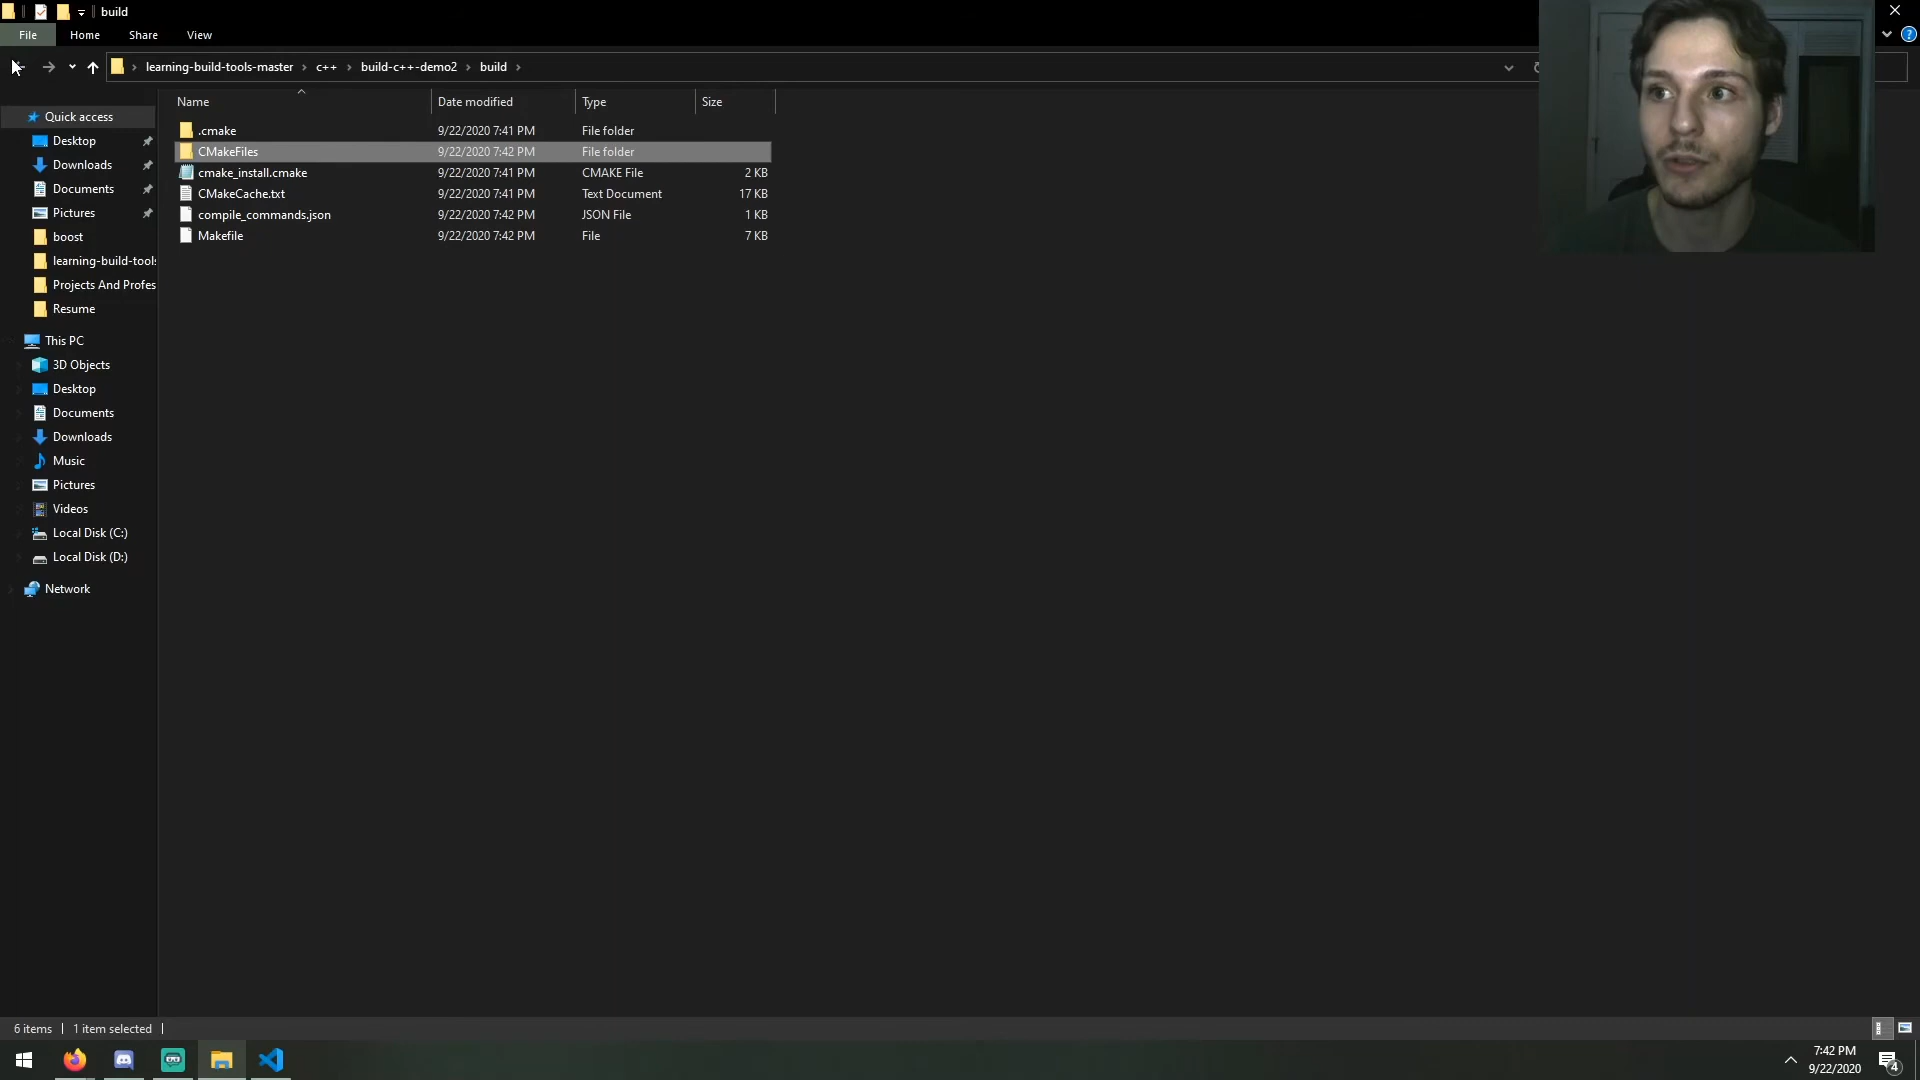 build
File Home Share View
learning-build-tools-master > c++ > build-c++-demo2 > build >
Name Date modified Type Size
.cmake 9/22/2020 7:41 PM File folder
CMakeFiles 9/22/2020 7:42 PM File folder
cmake_install.cmake 9/22/2020 7:41 PM CMAKE File 2 KB
CMakeCache.txt 9/22/2020 7:41 PM Text Document 17 KB
compile_commands.json 9/22/2020 7:42 PM JSON File 1 KB
Makefile 9/22/2020 7:42 PM File 7 KB
Quick access
Desktop
Downloads
Documents
Pictures
boost
learning-build-tools
Projects And Profes
Resume
This PC
3D Objects
Desktop
Documents
Downloads
Music
Pictures
Videos
Local Disk (C:)
Local Disk (D:)
Network
6 items 1 item selected
7:42 PM
9/22/2020
4